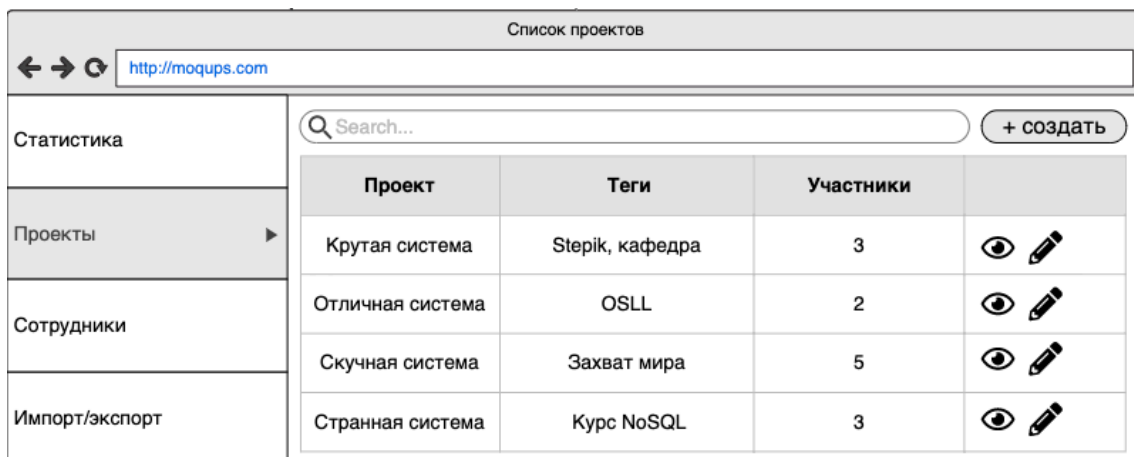 Список проектов
http://moqups.com
Статистика
Проекты
Сотрудники
Импорт/экспорт
Search... + создать
Проект Теги Участники
Крутая система Stepik, кафедра 3
Отличная система OSLL 2
Скучная система Захват мира 5
Странная система Курс NoSQL 3